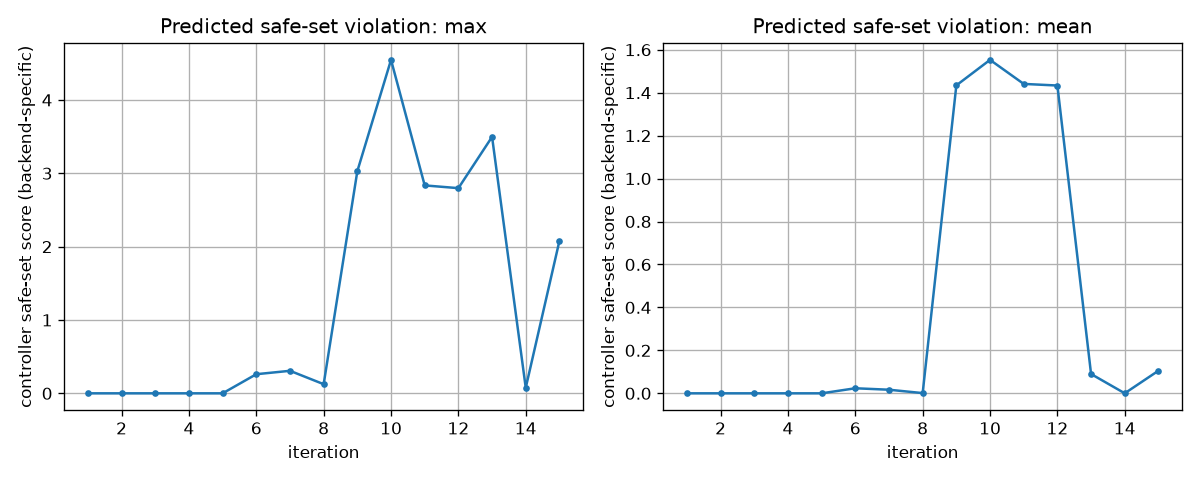 Predicted safe-set violation: max
controller safe-set score (backend-specific)
4
3
2
1
0
2 4 6 8 10 12 14
iteration
Predicted safe-set violation: mean
controller safe-set score (backend-specific)
1.6
1.4
1.2
1.0
0.8
0.6
0.4
0.2
0.0
2 4 6 8 10 12 14
iteration